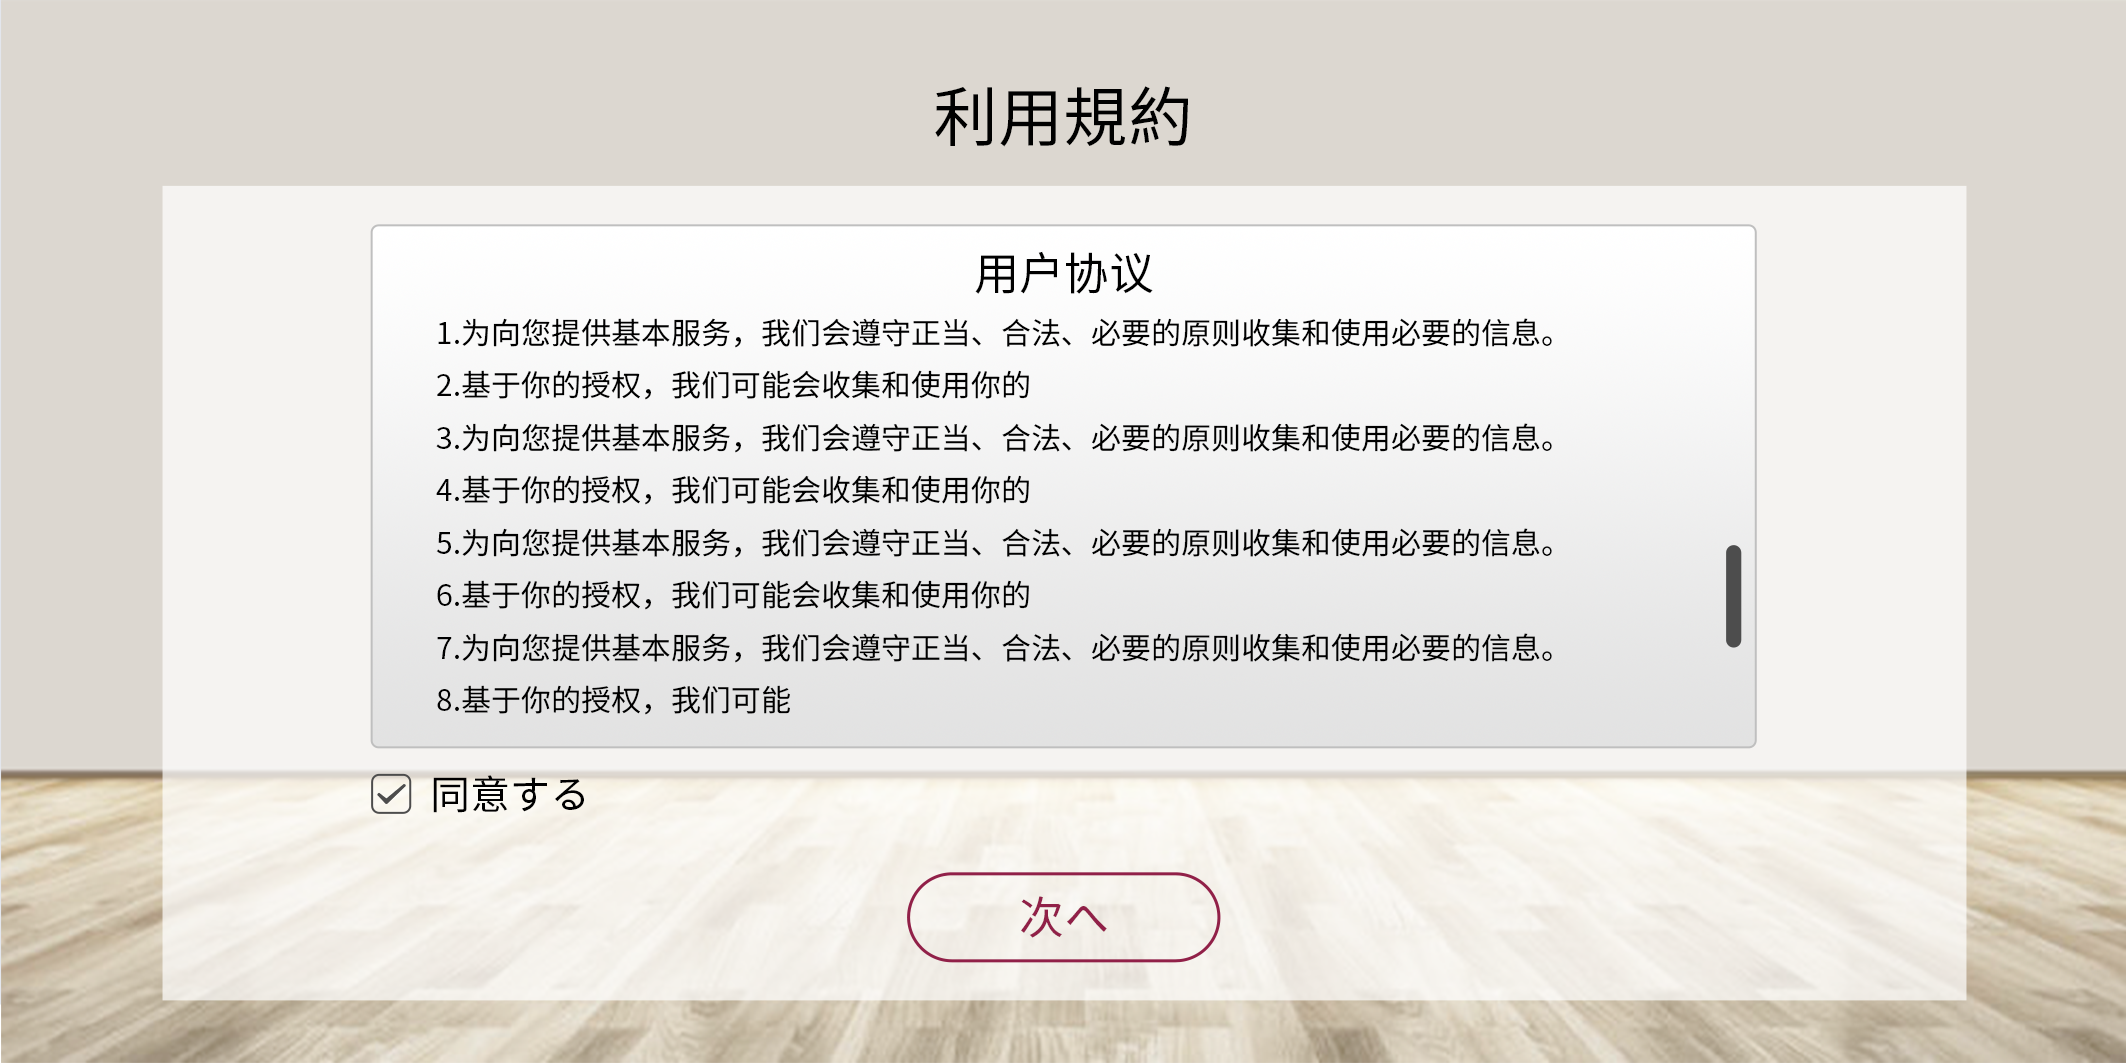 利用規約
用户协议
1.为向您提供基本服务，我们会遵守正当、合法、必要的原则收集和使用必要的信息。
2.基于你的授权，我们可能会收集和使用你的
3.为向您提供基本服务，我们会遵守正当、合法、必要的原则收集和使用必要的信息。
4.基于你的授权，我们可能会收集和使用你的
5.为向您提供基本服务，我们会遵守正当、合法、必要的原则收集和使用必要的信息。
6.基于你的授权，我们可能会收集和使用你的
7.为向您提供基本服务，我们会遵守正当、合法、必要的原则收集和使用必要的信息。
8.基于你的授权，我们可能
同意する
次へ